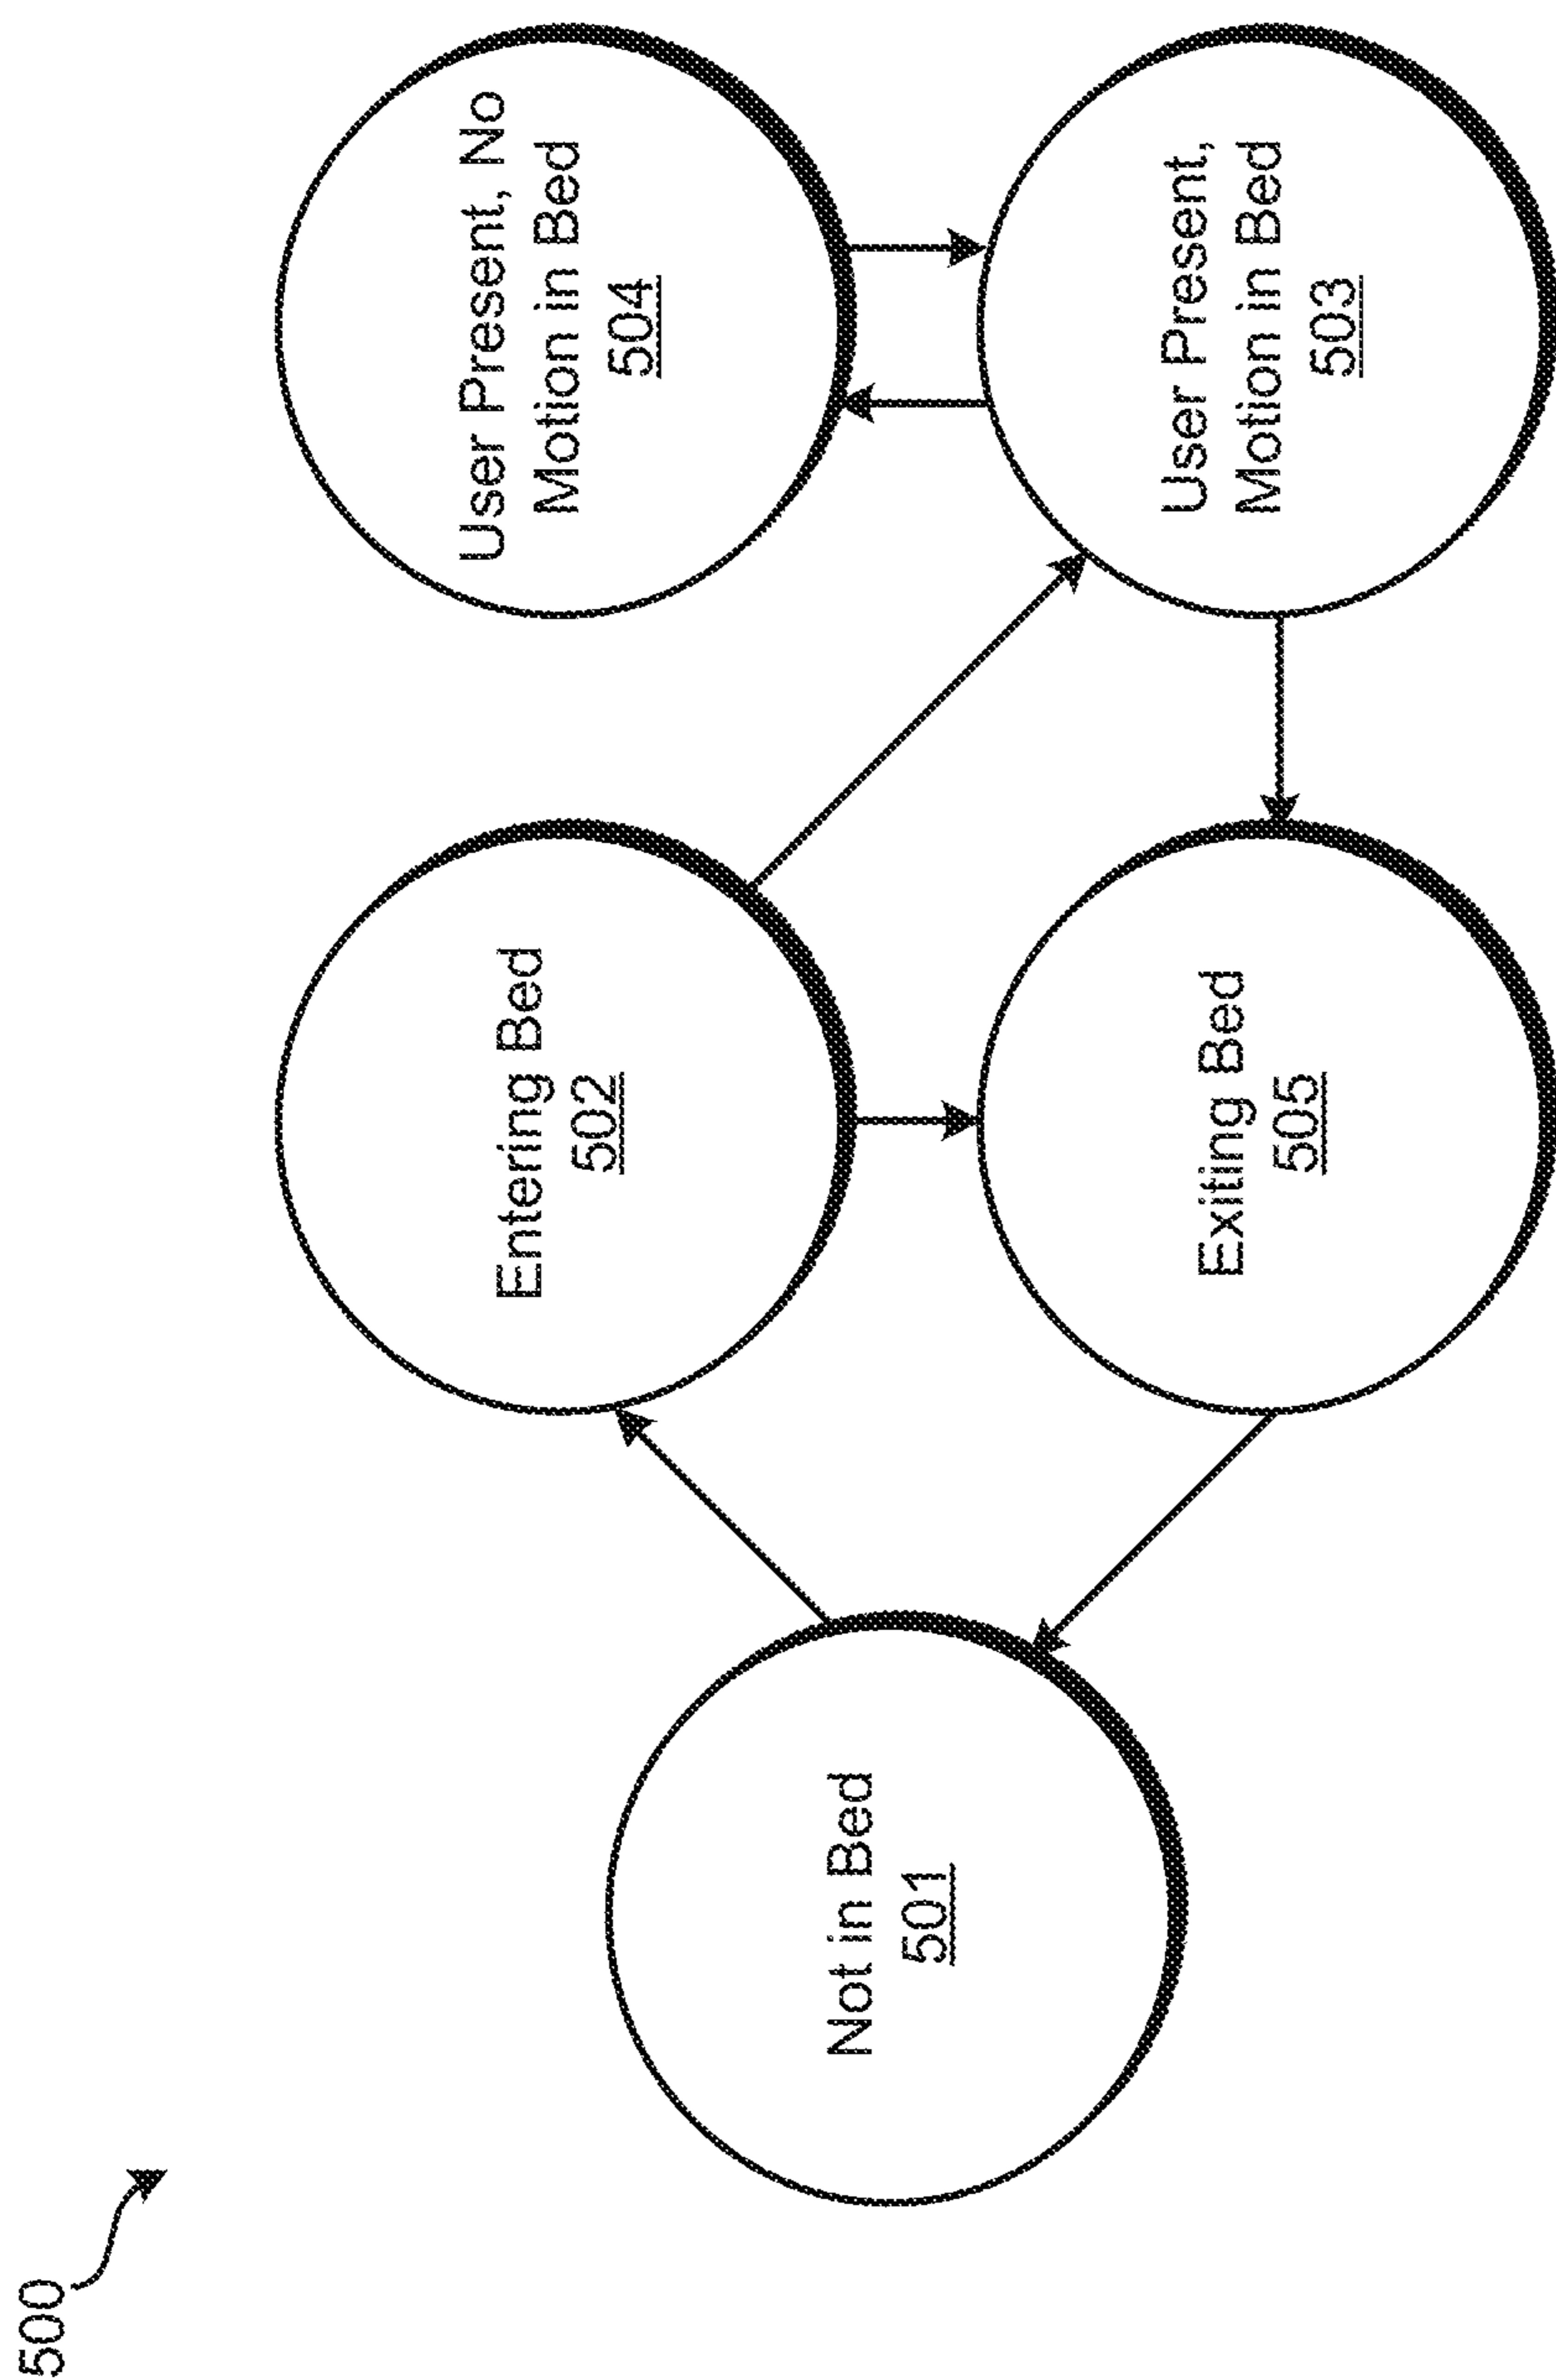 500
Not in Bed
501
Entering Bed
502
Exiting Bed
505
User Present, No
Motion in Bed
504
User Present,
Motion in Bed
503